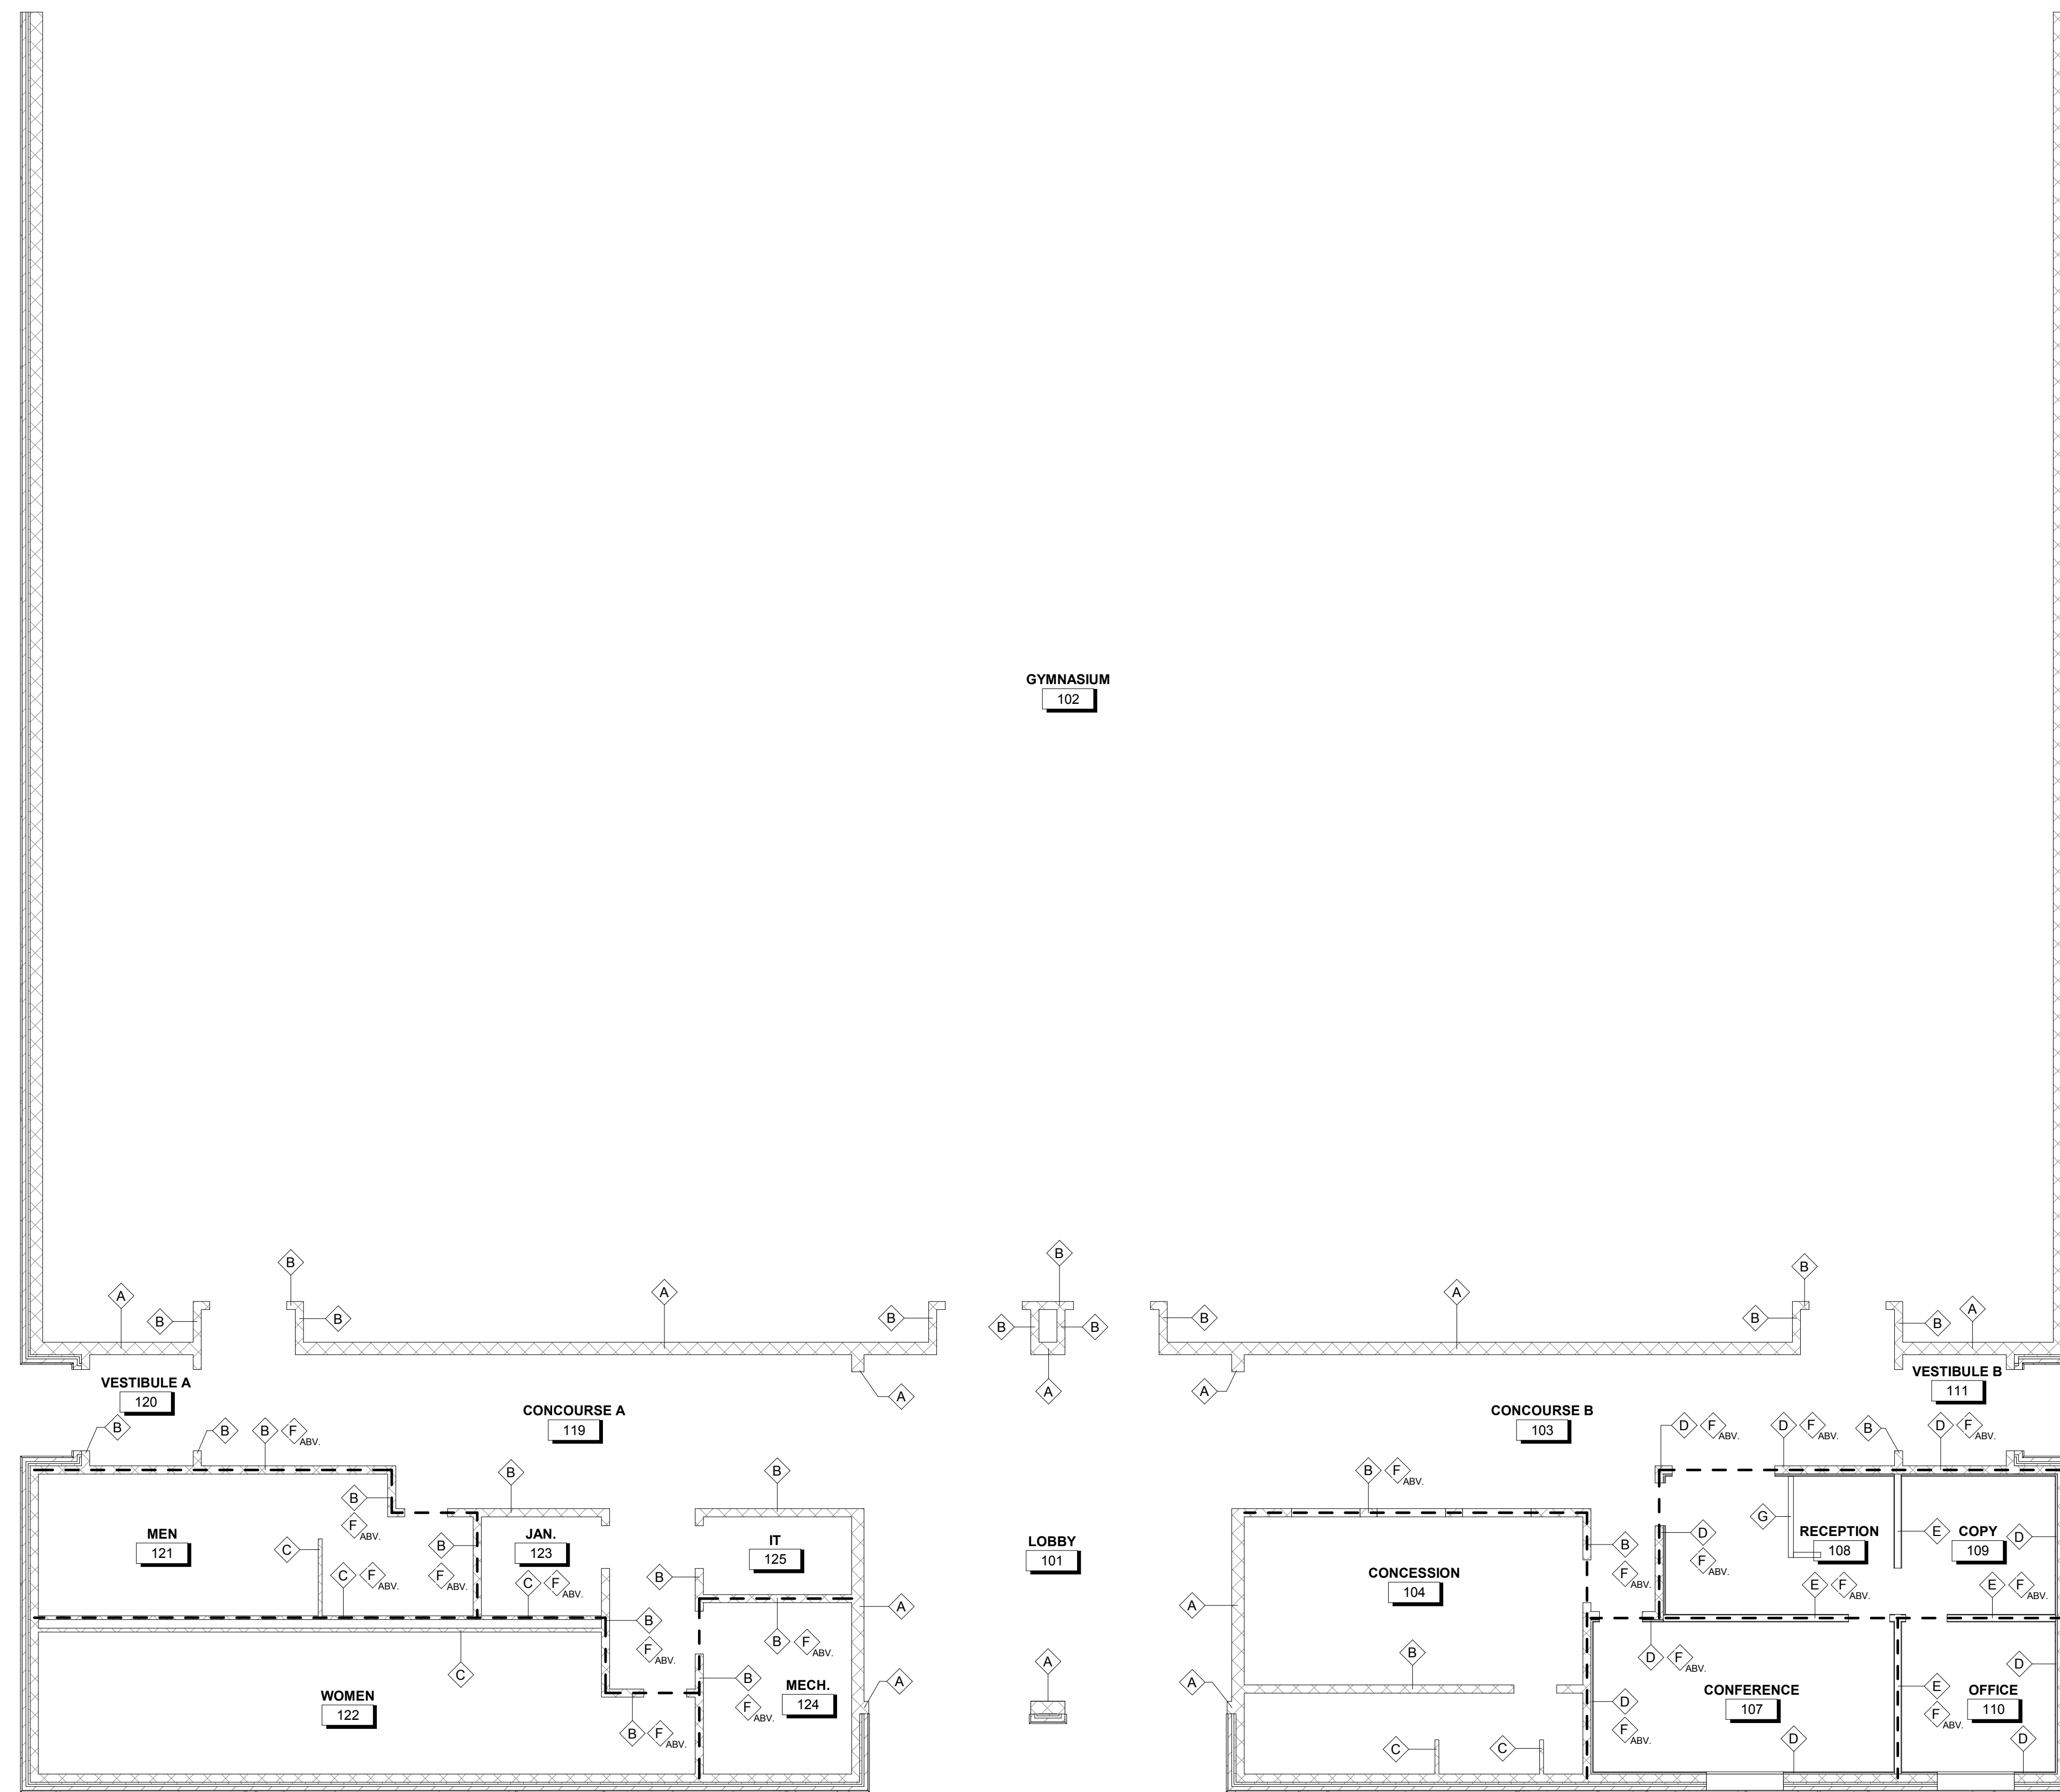 GYMNASIUM
102
B
B
A
B
B
A
B
B
B
A
B
B
A
B
B
B
A
A
A
A
VESTIBULE A
120
VESTIBULE B
111
CONCOURSE A
119
CONCOURSE B
103
B
B
B F ABV.
D F ABV.
D F ABV.
B
D F ABV.
B
B
B F ABV.
B
F ABV.
MEN
121
C
B
F ABV.
JAN.
123
IT
125
LOBBY
101
B
F ABV.
G
D
F ABV.
RECEPTION
108
E
COPY
109
D
C F ABV.
C F ABV.
B
CONCESSION
104
E F ABV.
E F ABV.
A
A
B
F ABV.
B F ABV.
C
A
B
D F ABV.
D
WOMEN
122
B
F ABV.
MECH.
124
A
A
D
F ABV.
CONFERENCE
107
E
F ABV.
OFFICE
110
B F ABV.
C
C
D
D